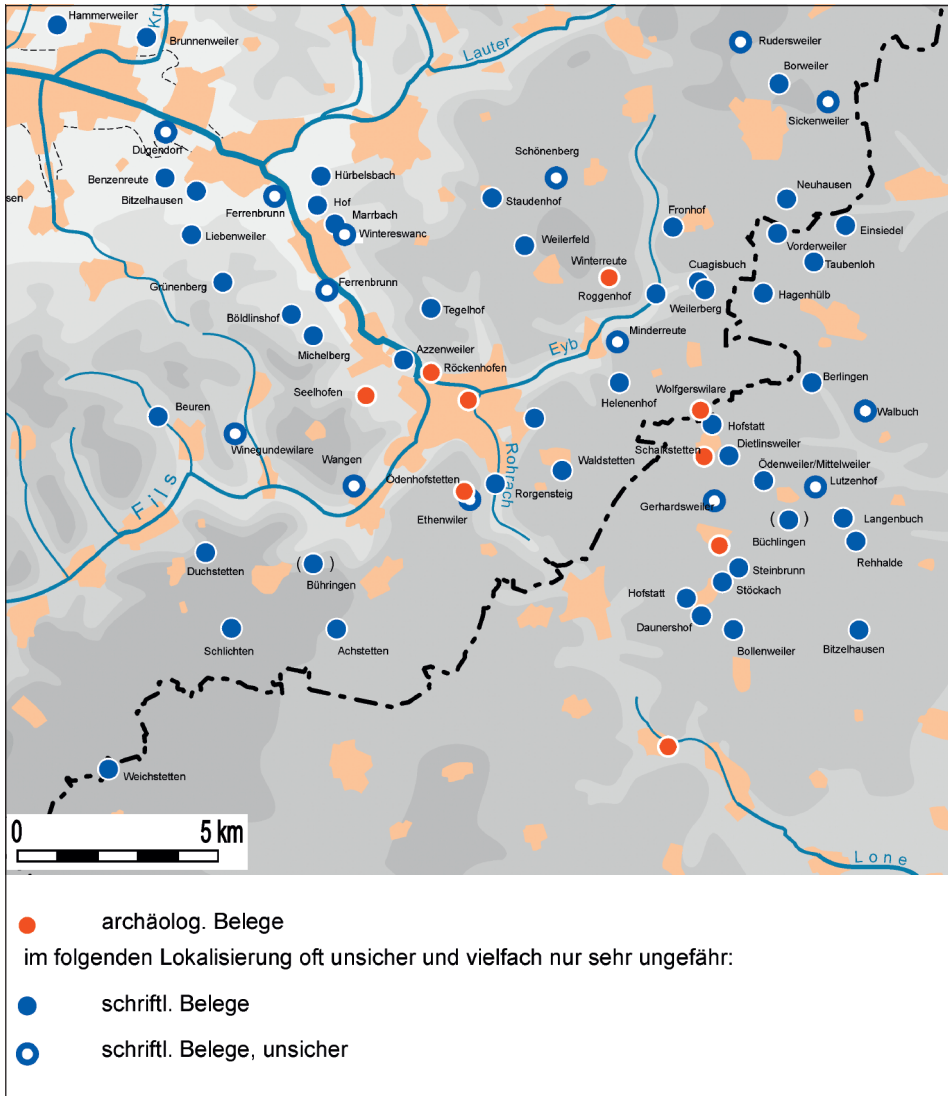 Hammerweiler
Kru
Brunnenweiler
Lauter
Rudersweiler
Borweiler
Sickenweiler
Dugendorf
Schönenberg
Benzenreute
Hürbelsbach
Neuhausen
sen
Bitzelhausen
Hof
Staudenhof
Ferrenbrunn
Marrbach
Fronhof
Einsiedel
Liebenweiler
Wintereswanc
Weilerfeld
Vorderweiler
Winterreute
Cuagisbuch
Taubenloh
Grünenberg
Ferrenbrunn
Roggenhof
Hagenhülb
Böldlinshof
Tegelhof
Weilerberg
Minderreute
Michelberg
Eyb
Azzenweiler
Röckenhofen
Berlingen
Seelhofen
Helenenhof
Wolfgerswilare
Beuren
Walbuch
Hofstatt
Winegundewilare
Rohrach
Schalkstetten
Dietlinsweiler
Wangen
Waldstetten
Ödenweiler/Mittelweiler
Odenhofstetten
Lutzenhof
Fils
Rorgensteig
Gerhardsweiler
Ethenwiler
( )
Langenbuch
Büchlingen
Rehhalde
Duchstetten
( )
Steinbrunn
Bühringen
Stöckach
Hofstatt
Daunershof
Schlichten
Achstetten
Bollenweiler
Bitzelhausen
Weichstetten
0 5 km
Lone
archäolog. Belege
im folgenden Lokalisierung oft unsicher und vielfach nur sehr ungefähr:
schriftl. Belege
schriftl. Belege, unsicher